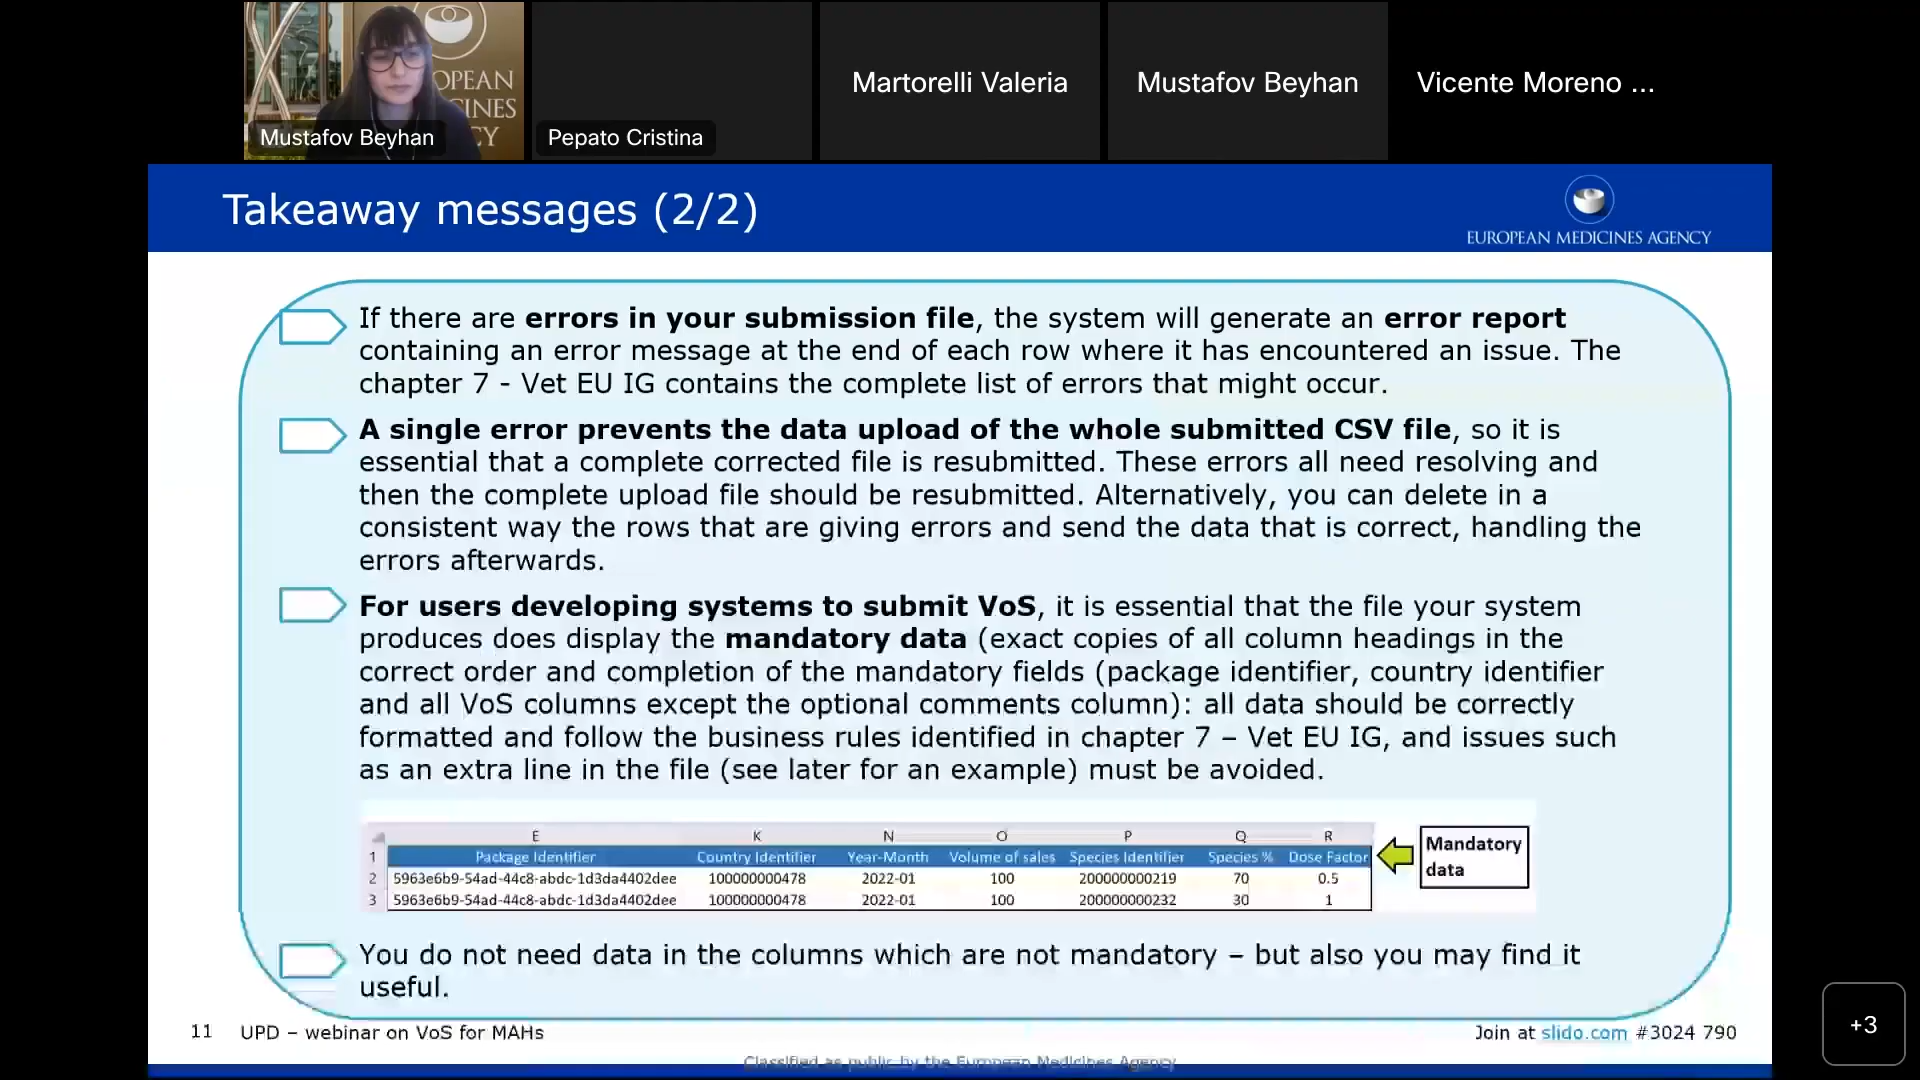 OPEAN
CINES
CY
Mustafov Beyhan
Pepato Cristina
Martorelli Valeria
Mustafov Beyhan
Vicente Moreno ...
Takeaway messages (2/2)
EUROPEAN MEDICINES AGENCY
If there are errors in your submission file, the system will generate an error report
containing an error message at the end of each row where it has encountered an issue. The
chapter 7 - Vet EU IG contains the complete list of errors that might occur.
A single error prevents the data upload of the whole submitted CSV file, so it is
essential that a complete corrected file is resubmitted. These errors all need resolving and
then the complete upload file should be resubmitted. Alternatively, you can delete in a
consistent way the rows that are giving errors and send the data that is correct, handling the
errors afterwards.
For users developing systems to submit VoS, it is essential that the file your system
produces does display the mandatory data (exact copies of all column headings in the
correct order and completion of the mandatory fields (package identifier, country identifier
and all VoS columns except the optional comments column): all data should be correctly
formatted and follow the business rules identified in chapter 7 – Vet EU IG, and issues such
as an extra line in the file (see later for an example) must be avoided.
E K N O P Q R
1 Package Identifier Country Identifier Year-Month Volume of sales Species Identifier Species % Dose Factor
2 5963e6b9-54ad-44c8-abdc-1d3da4402dee 100000000478 2022-01 100 200000000219 70 0.5
3 5963e6b9-54ad-44c8-abdc-1d3da4402dee 100000000478 2022-01 100 200000000232 30 1
Mandatory
data
You do not need data in the columns which are not mandatory – but also you may find it
useful.
11 UPD – webinar on VoS for MAHs
Join at slido.com #3024 790
Classified as public by the European Medicines Agency
+3